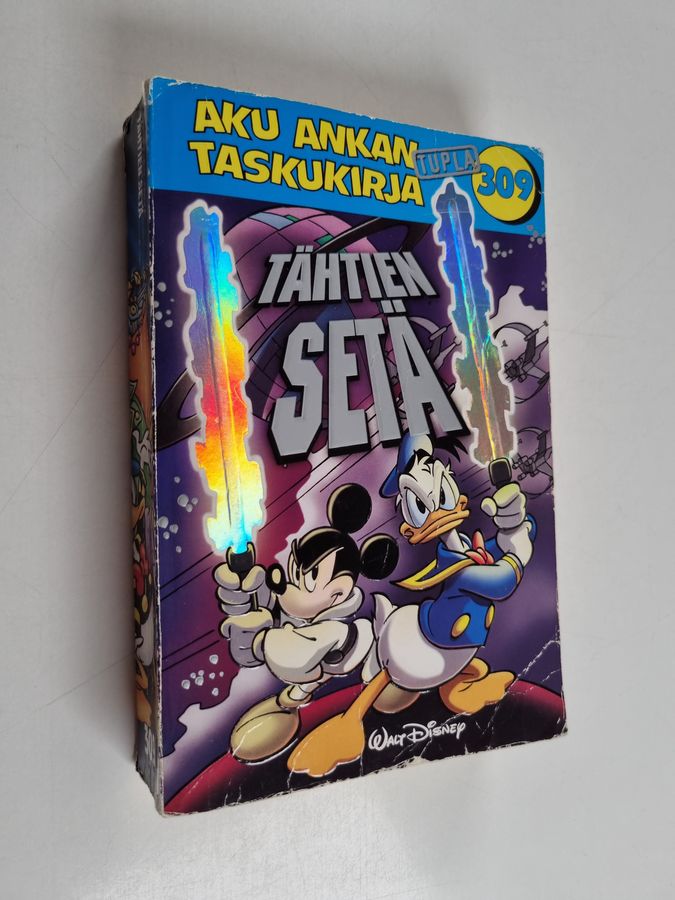 AKU ANKAN
TASKUKIRJA
TUPLA
309
TÄHTIEN
SETÄ
WALT DISNEY